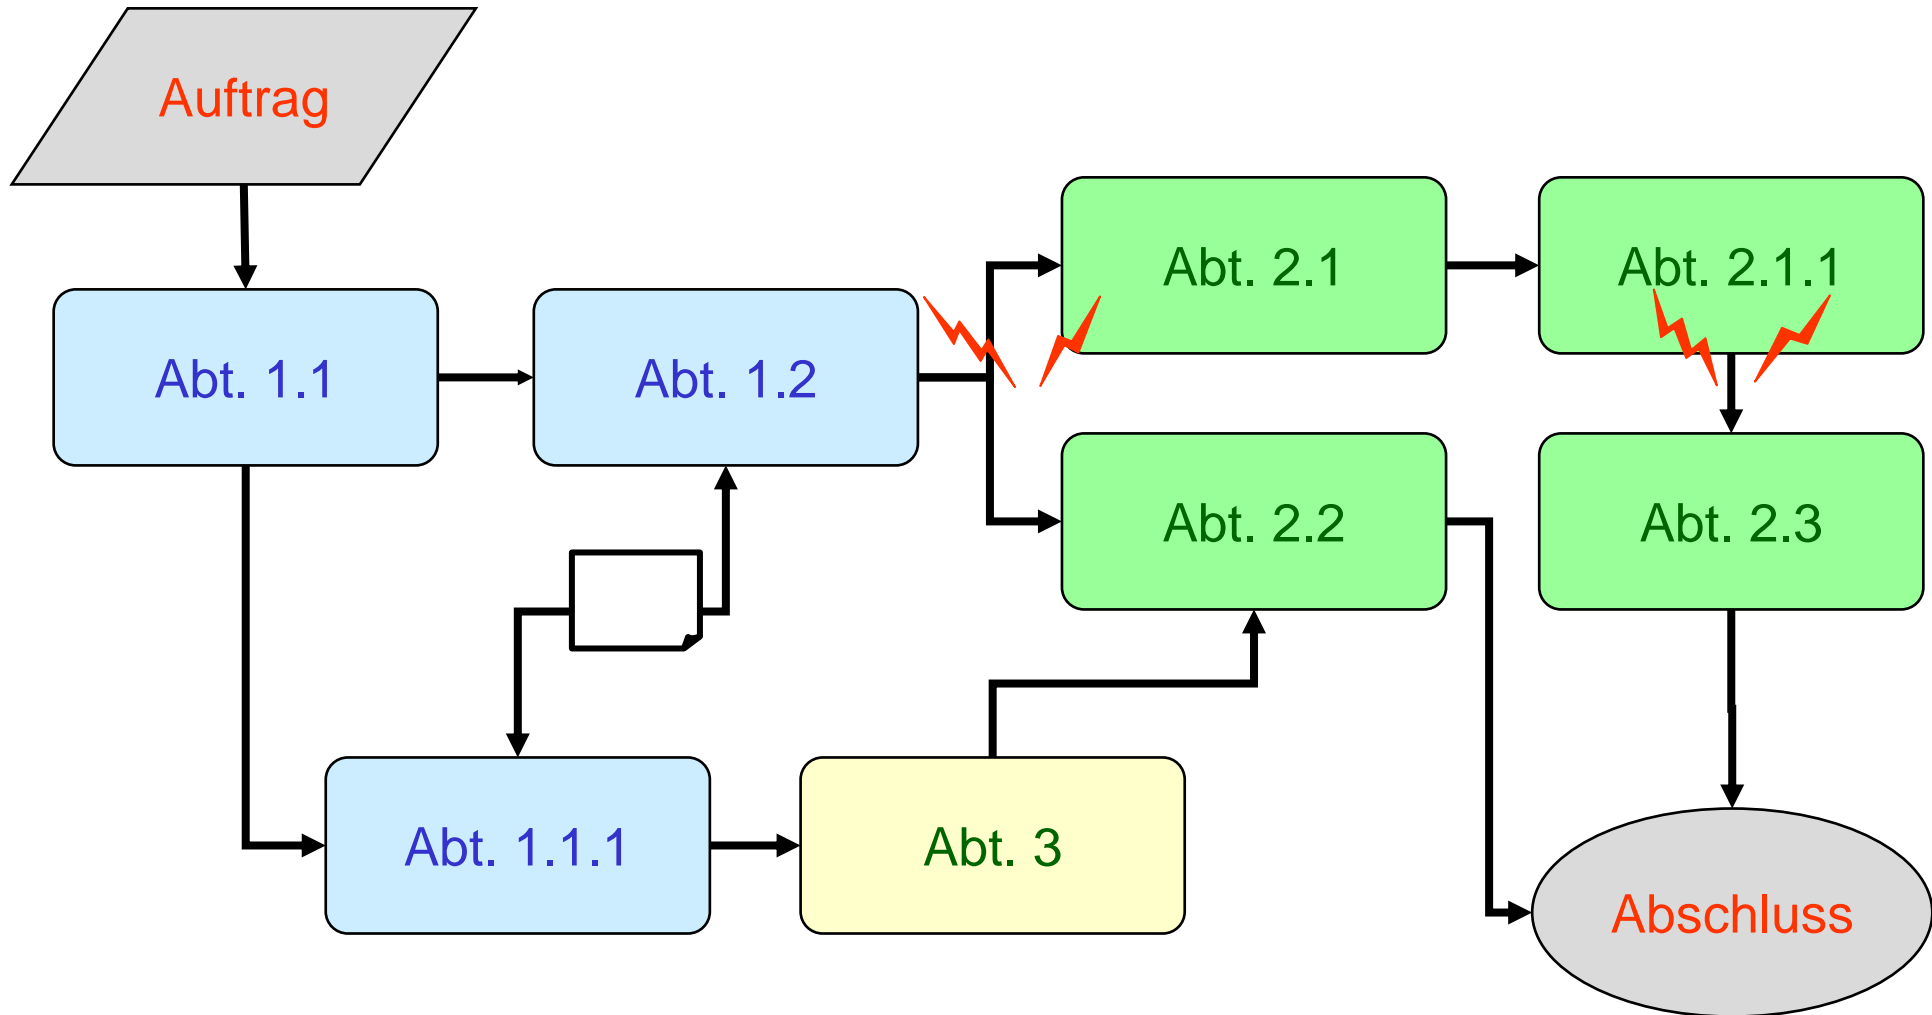 Auftrag
Abt. 2.1
Abt. 2.1.1
Abt. 1.1
Abt. 1.2
Abt. 2.2
Abt. 2.3
Abt. 1.1.1
Abt. 3
Abschluss